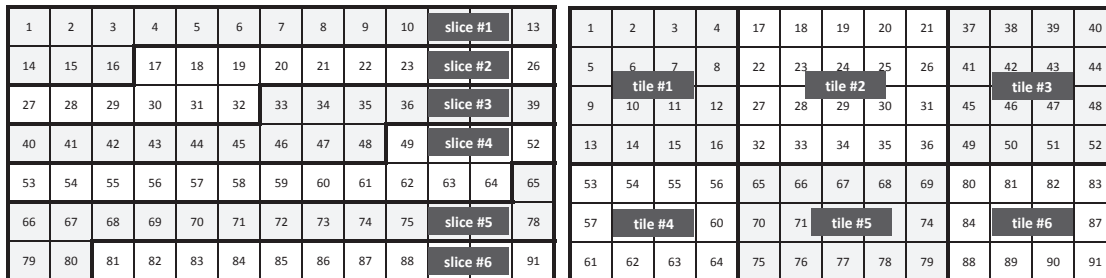 1 2 3 4 5 6 7 8 9 10 slice #1 13
14 15 16 17 18 19 20 21 22 23 slice #2 26
27 28 29 30 31 32 33 34 35 36 slice #3 39
40 41 42 43 44 45 46 47 48 49 slice #4 52
53 54 55 56 57 58 59 60 61 62 63 64 65
66 67 68 69 70 71 72 73 74 75 slice #5 78
79 80 81 82 83 84 85 86 87 88 slice #6 91
1 2 3 4 17 18 19 20 21 37 38 39 40
5 6 7 8 22 23 24 25 26 41 42 43 44
tile #1 tile #2 tile #3
9 10 11 12 27 28 29 30 31 45 46 47 48
13 14 15 16 32 33 34 35 36 49 50 51 52
53 54 55 56 65 66 67 68 69 80 81 82 83
57 tile #4 60 70 71 tile #5 74 84 tile #6 87
61 62 63 64 75 76 77 78 79 88 89 90 91